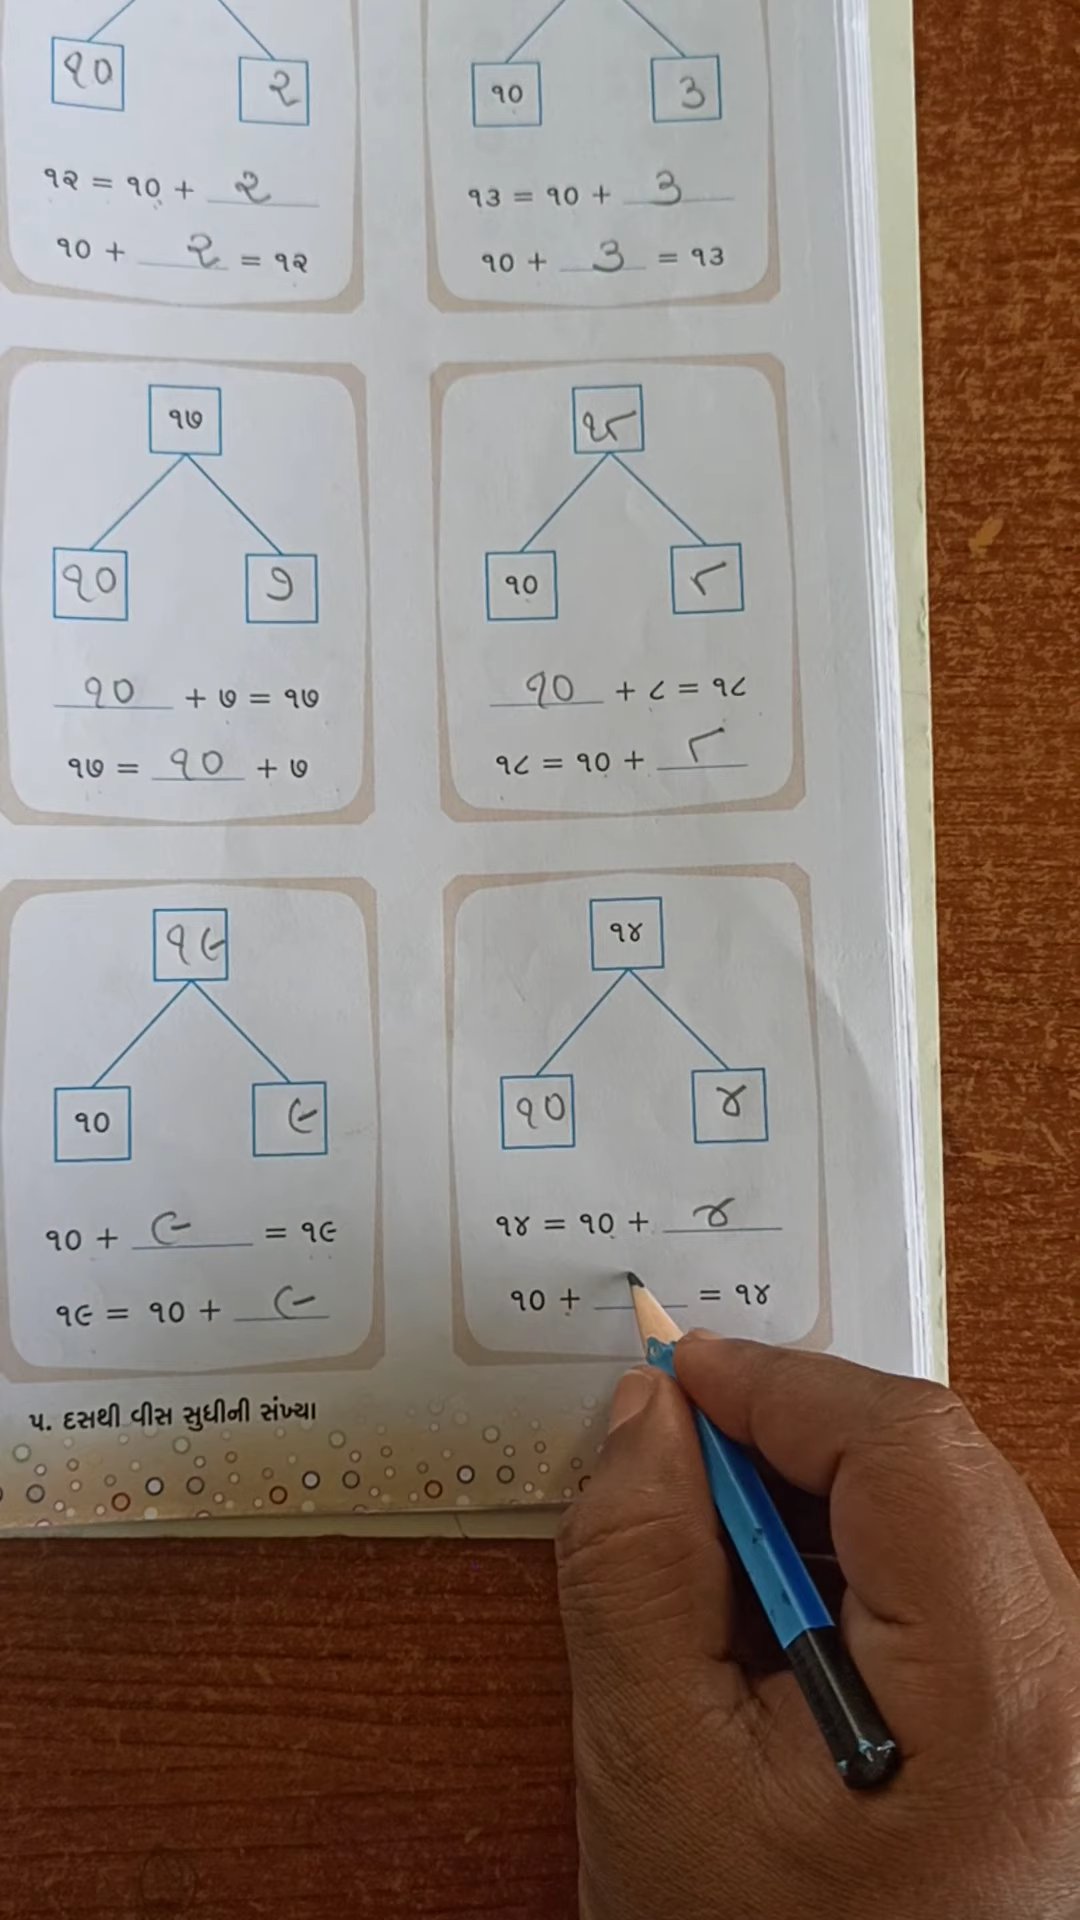 ૧૦ ૨
૧૨ = ૧૦ + ૨
૧૦ + ૨ = ૧૨
૧૦ ૩
૧૩ = ૧૦ + ૩
૧૦ + ૩ = ૧૩
૧૭
૧૦ ૭
૧૦ + ૭ = ૧૭
૧૭ = ૧૦ + ૭
૧૮
૧૦ ૮
૧૦ + ૮ = ૧૮
૧૮ = ૧૦ + ૮
૧૯
૧૦ ૯
૧૦ + ૯ = ૧૯
૧૯ = ૧૦ + ૯
૧૪
૧૦ ૪
૧૪ = ૧૦ + ૪
૧૦ + ____ = ૧૪
૫. દસથી વીસ સુધીની સંખ્યા